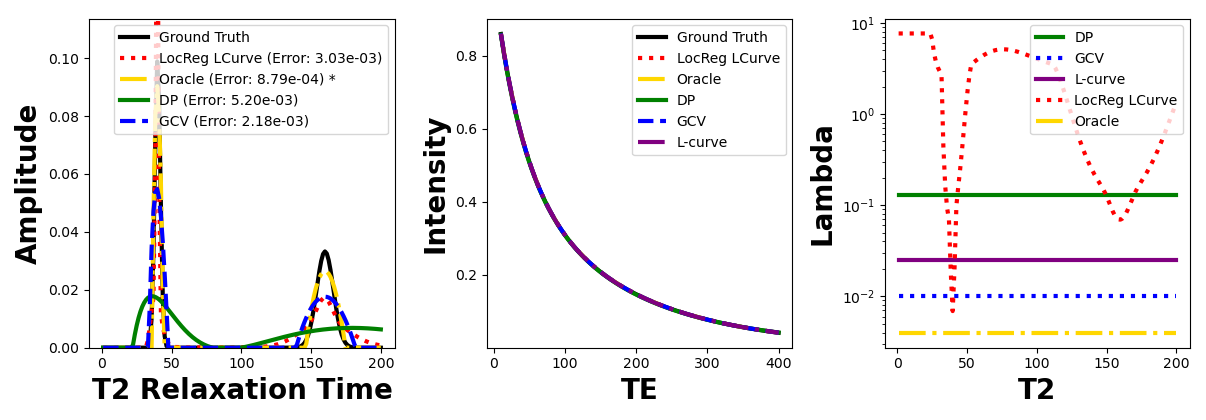 Amplitude
0.10
0.08
0.06
0.04
0.02
0.00
Ground Truth
LocReg LCurve (Error: 3.03e-03)
Oracle (Error: 8.79e-04) *
DP (Error: 5.20e-03)
GCV (Error: 2.18e-03)
0 50 100 150 200
T2 Relaxation Time
Intensity
0.8
0.6
0.4
0.2
Ground Truth
LocReg LCurve
Oracle
DP
GCV
L-curve
0 100 200 300 400
TE
Lambda
10¹
10⁰
10⁻¹
10⁻²
DP
GCV
L-curve
LocReg LCurve
Oracle
0 50 100 150 200
T2